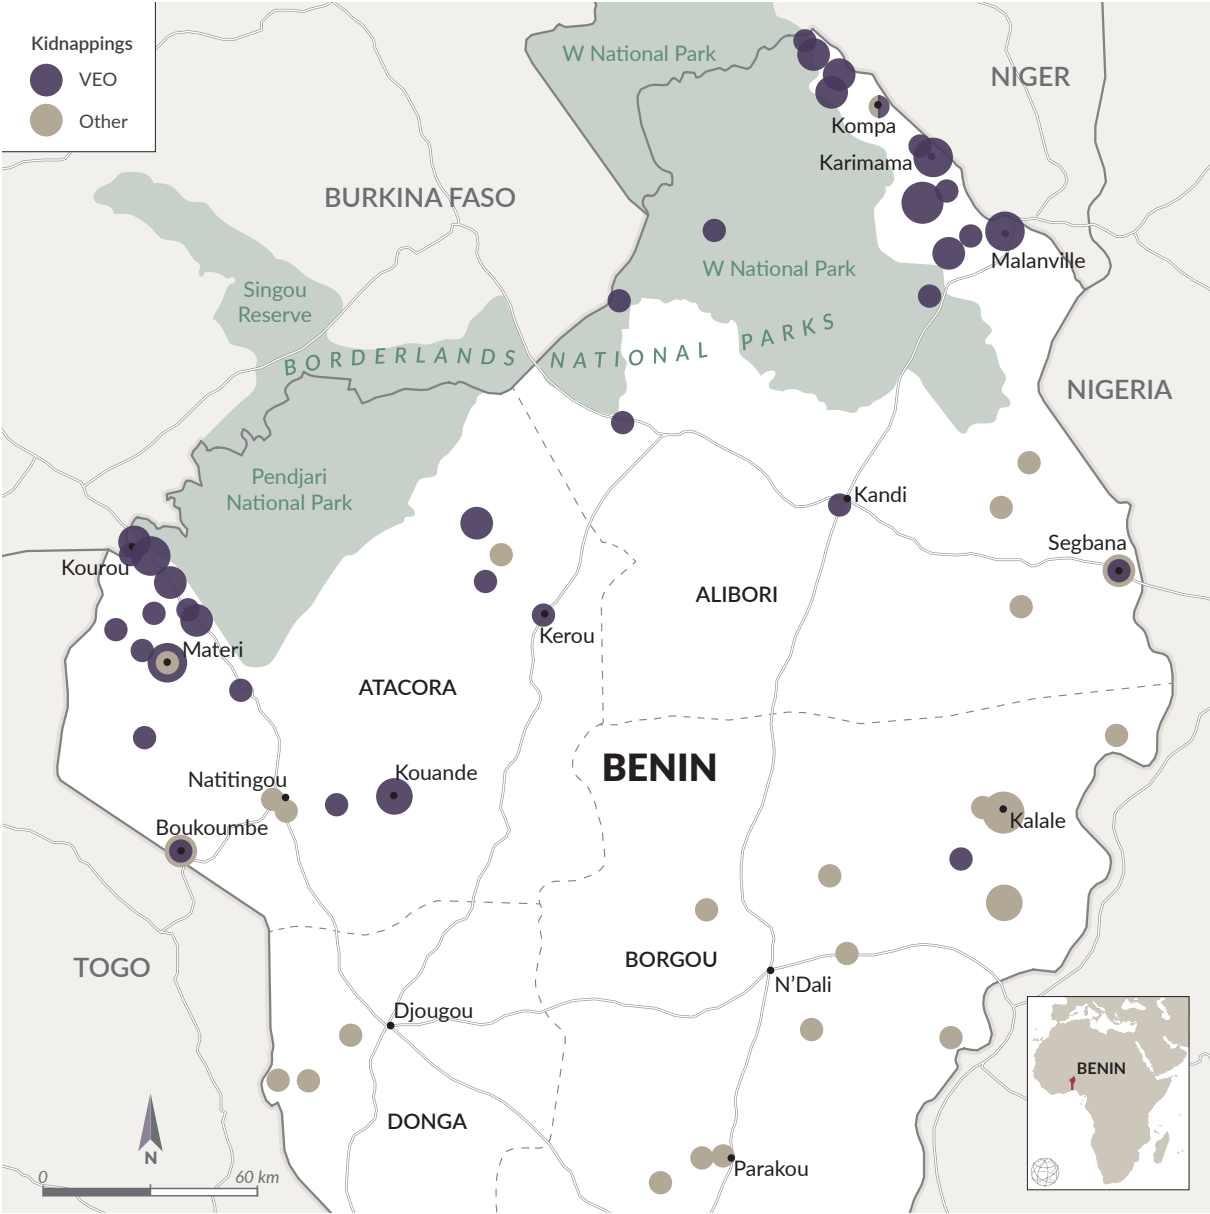 Kidnappings
VEO
Other
W National Park
NIGER
Kompa
Karimama
BURKINA FASO
W National Park
Malanville
Singou
Reserve
BORDERLANDS NATIONAL PARKS
NIGERIA
Pendjari
National Park
Kandi
Segbana
Kourou
ALIBORI
Kerou
Materi
ATACORA
BENIN
Kouande
Natitingou
Kalale
Boukoumbe
BORGOU
TOGO
N'Dali
Djougou
BENIN
DONGA
N
Parakou
0
60 km